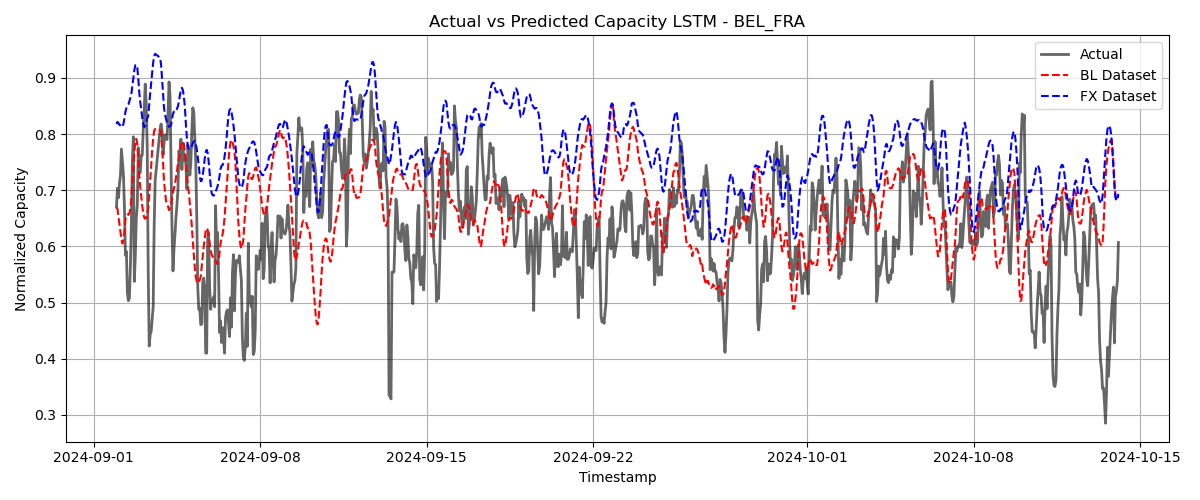 Actual vs Predicted Capacity LSTM - BEL_FRA
Actual
BL Dataset
FX Dataset
Normalized Capacity
0.9
0.8
0.7
0.6
0.5
0.4
0.3
2024-09-01
2024-09-08
2024-09-15
2024-09-22
2024-10-01
2024-10-08
2024-10-15
Timestamp